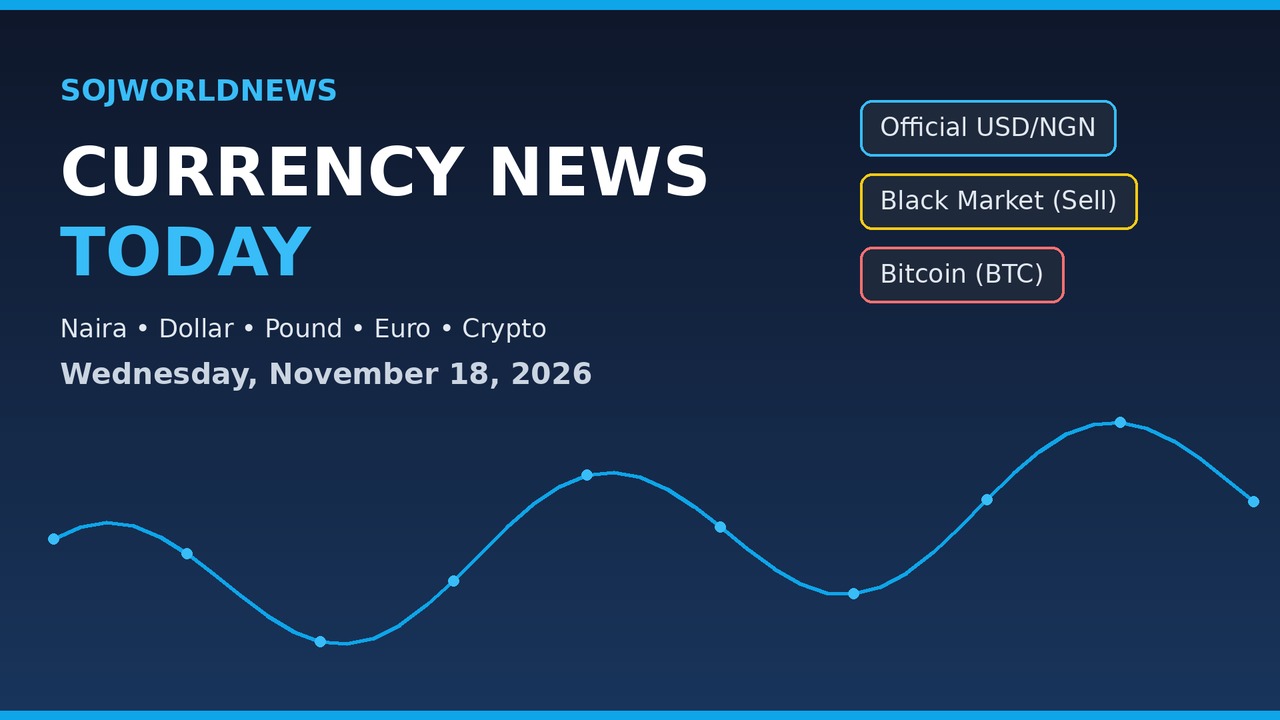 SOJWORLDNEWS
CURRENCY NEWS
TODAY
Naira • Dollar • Pound • Euro • Crypto
Wednesday, November 18, 2026
Official USD/NGN
Black Market (Sell)
Bitcoin (BTC)